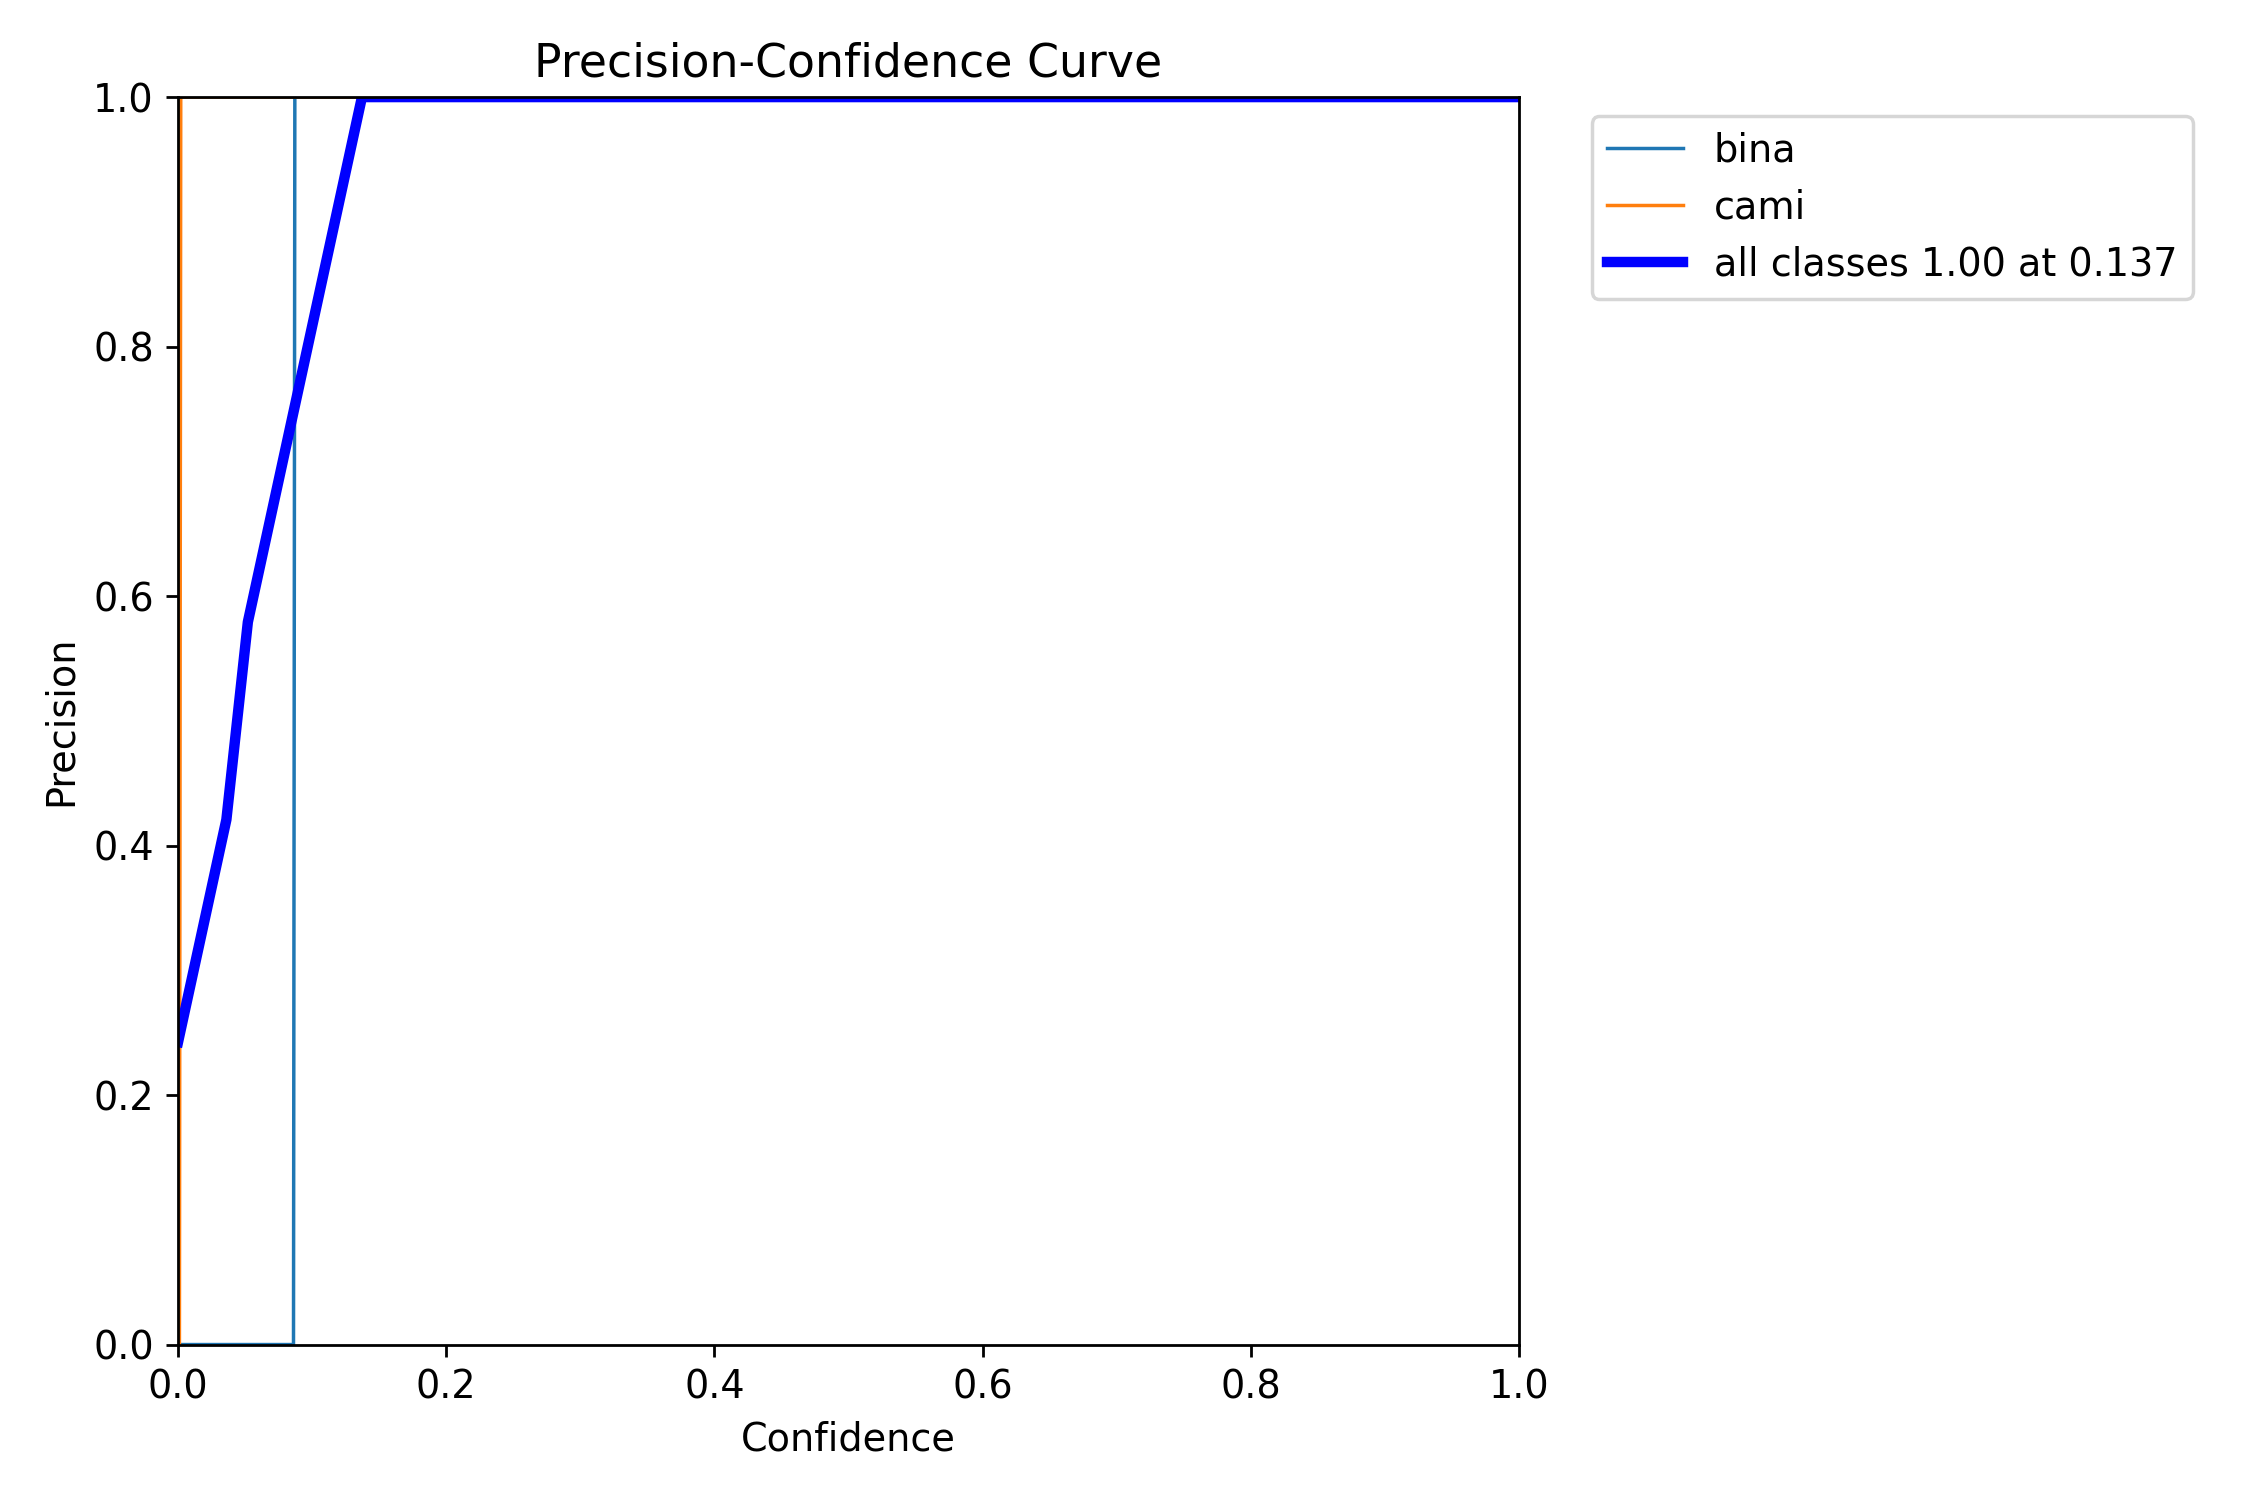 Precision-Confidence Curve
1.0
0.8
0.6
0.4
0.2
0.0
Precision
0.0 0.2 0.4 0.6 0.8 1.0
Confidence
bina
cami
all classes 1.00 at 0.137